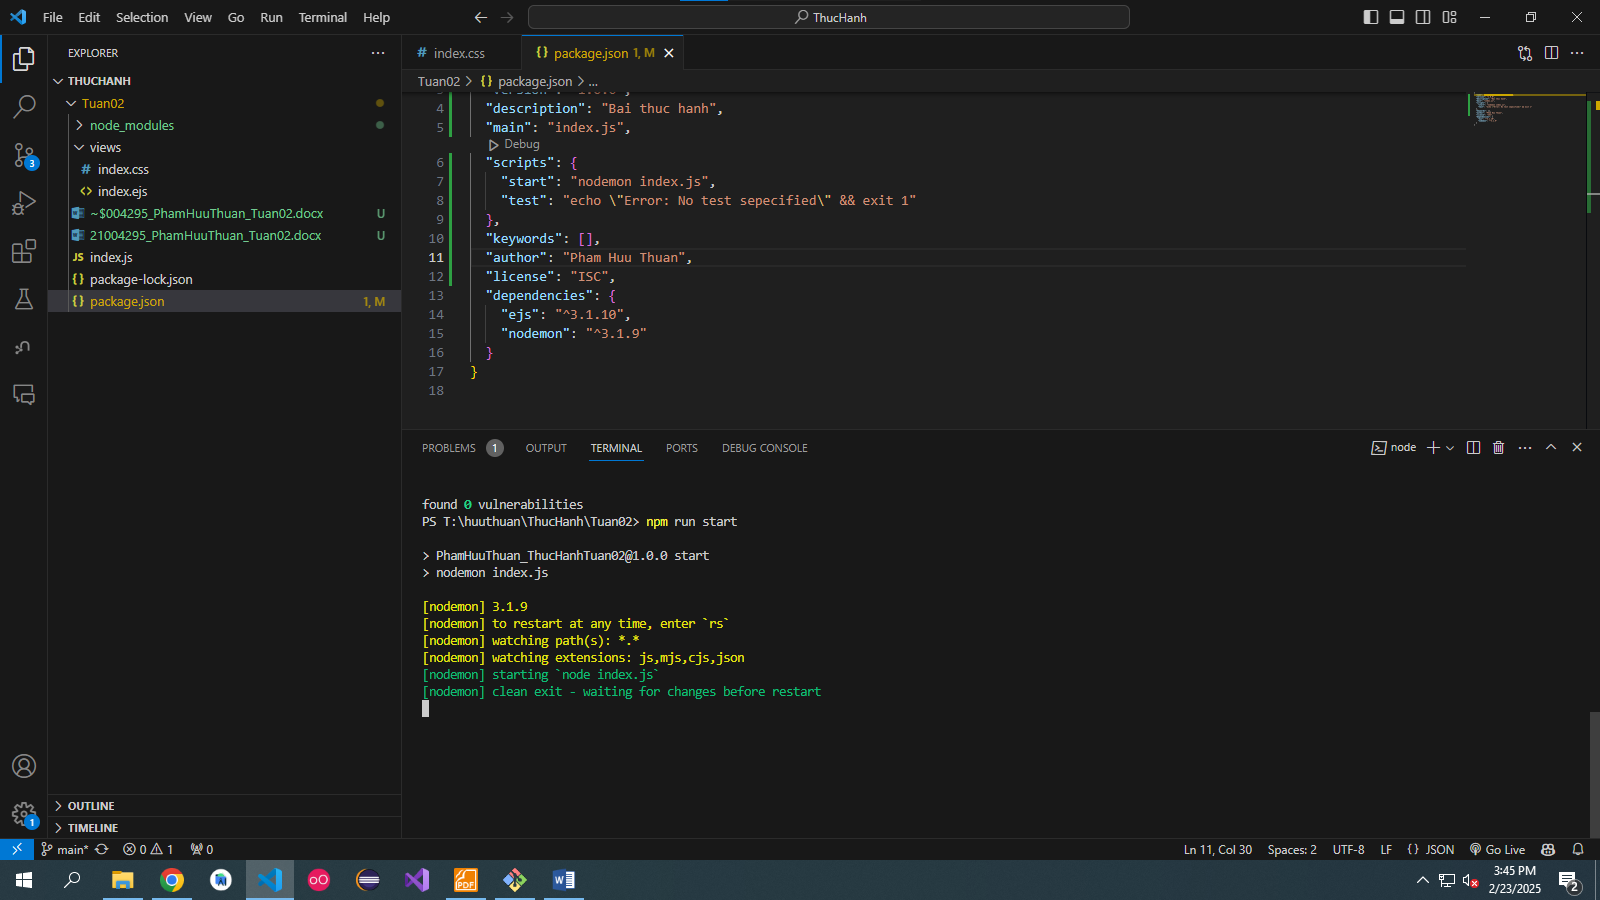 File Edit Selection View Go Run Terminal Help
ThucHanh
EXPLORER
THUCHANH
Tuan02
node_modules
views
# index.css
<> index.ejs
~$004295_PhamHuuThuan_Tuan02.docx U
21004295_PhamHuuThuan_Tuan02.docx U
JS index.js
{} package-lock.json
{} package.json 1, M
OUTLINE
TIMELINE
3
1
# index.css
{} package.json 1, M
Tuan02 > {} package.json > ...
4 "description": "Bai thuc hanh",
5 "main": "index.js",
Debug
6 "scripts": {
7 "start": "nodemon index.js",
8 "test": "echo \"Error: No test sepecified\" && exit 1"
9 },
10 "keywords": [],
11 "author": "Pham Huu Thuan",
12 "license": "ISC",
13 "dependencies": {
14 "ejs": "^3.1.10",
15 "nodemon": "^3.1.9"
16 }
17 }
18
PROBLEMS 1 OUTPUT TERMINAL PORTS DEBUG CONSOLE
node
found 0 vulnerabilities
PS T:\huuthuan\ThucHanh\Tuan02> npm run start
> PhamHuuThuan_ThucHanhTuan02@1.0.0 start
> nodemon index.js
[nodemon] 3.1.9
[nodemon] to restart at any time, enter `rs`
[nodemon] watching path(s): *.*
[nodemon] watching extensions: js,mjs,cjs,json
[nodemon] starting `node index.js`
[nodemon] clean exit - waiting for changes before restart
main* 0 1 0
Ln 11, Col 30 Spaces: 2 UTF-8 LF {} JSON Go Live
PDF
3:45 PM
2/23/2025
2